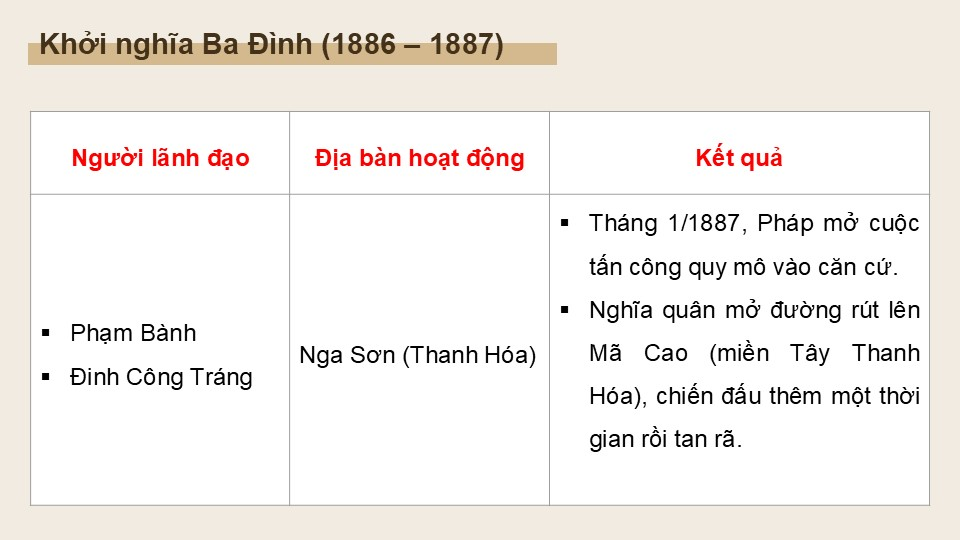 Khởi nghĩa Ba Đình (1886 – 1887)
Người lãnh đạo
Địa bàn hoạt động
Kết quả
▪ Phạm Bành
▪ Đinh Công Tráng
Nga Sơn (Thanh Hóa)
▪ Tháng 1/1887, Pháp mở cuộc
tấn công quy mô vào căn cứ.
▪ Nghĩa quân mở đường rút lên
Mã Cao (miền Tây Thanh
Hóa), chiến đấu thêm một thời
gian rồi tan rã.